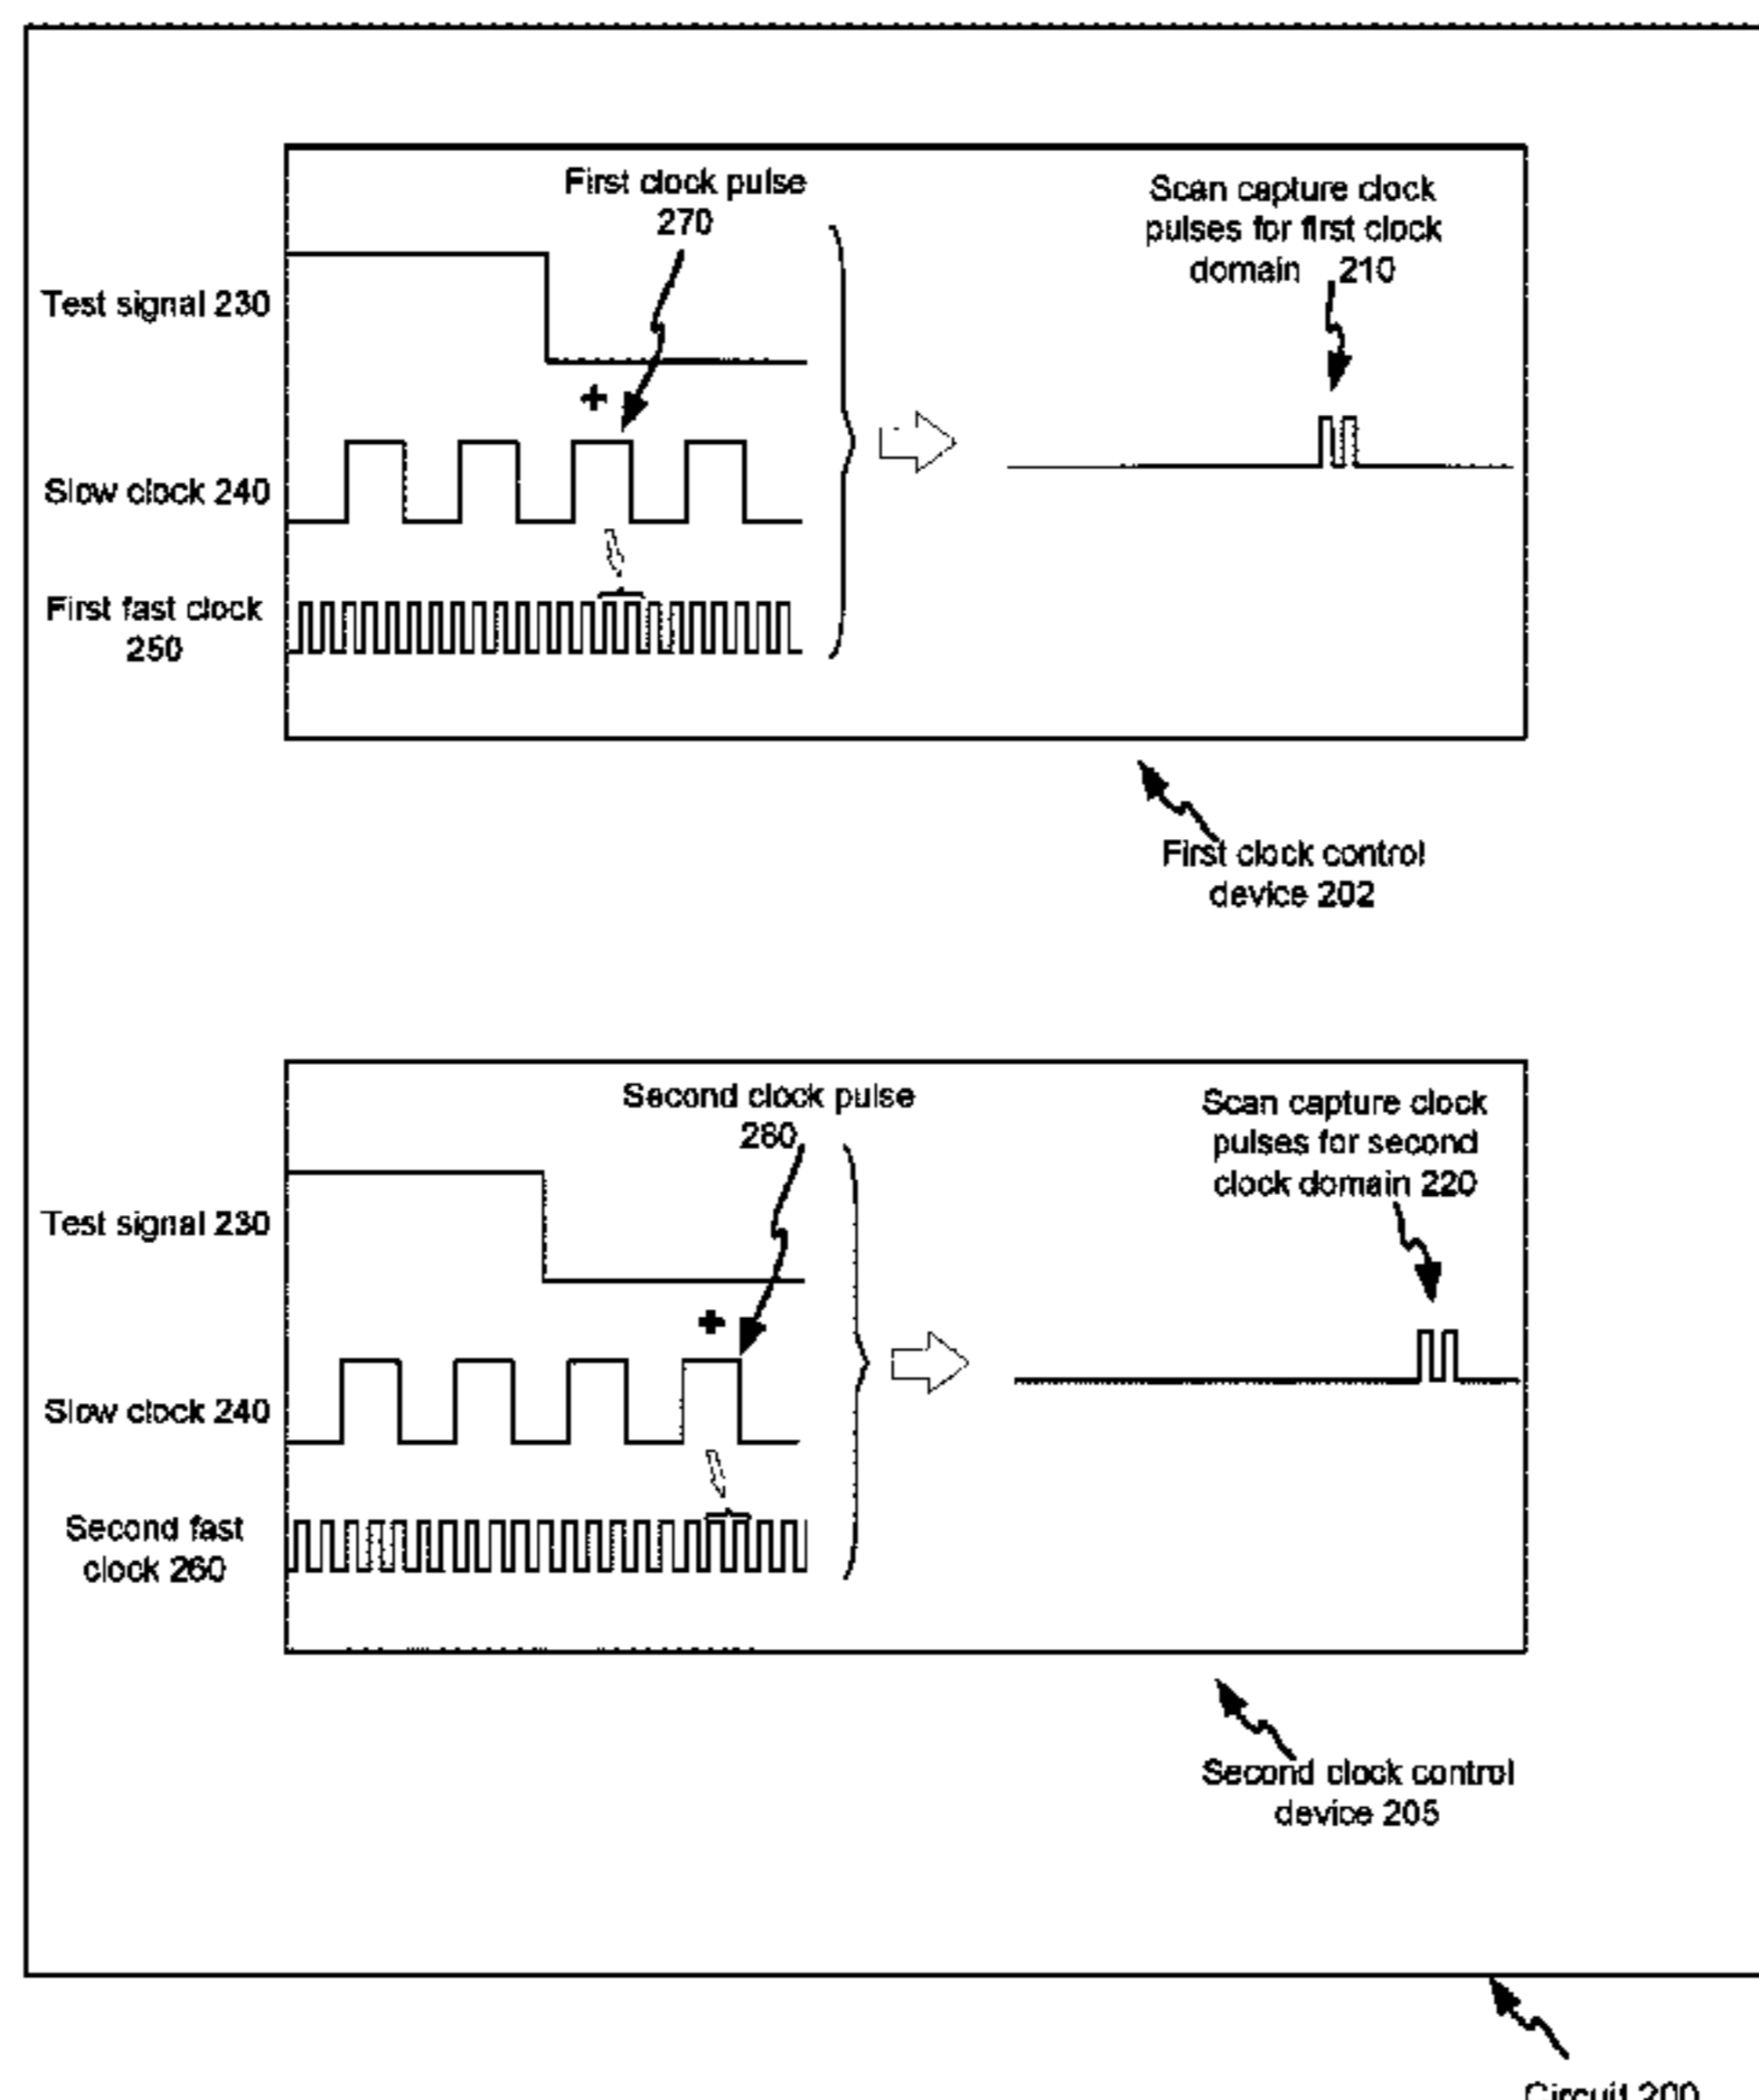 First clock pulse
270
Scan capture clock
pulses for first clock
domain 210
Test signal 230
+
Slow clock 240
First fast clock
250
First clock control
device 202
Second clock pulse
280
Scan capture clock
pulses for second
clock domain 220
Test signal 230
+
Slow clock 240
Second fast
clock 260
Second clock control
device 205
Circuit 200